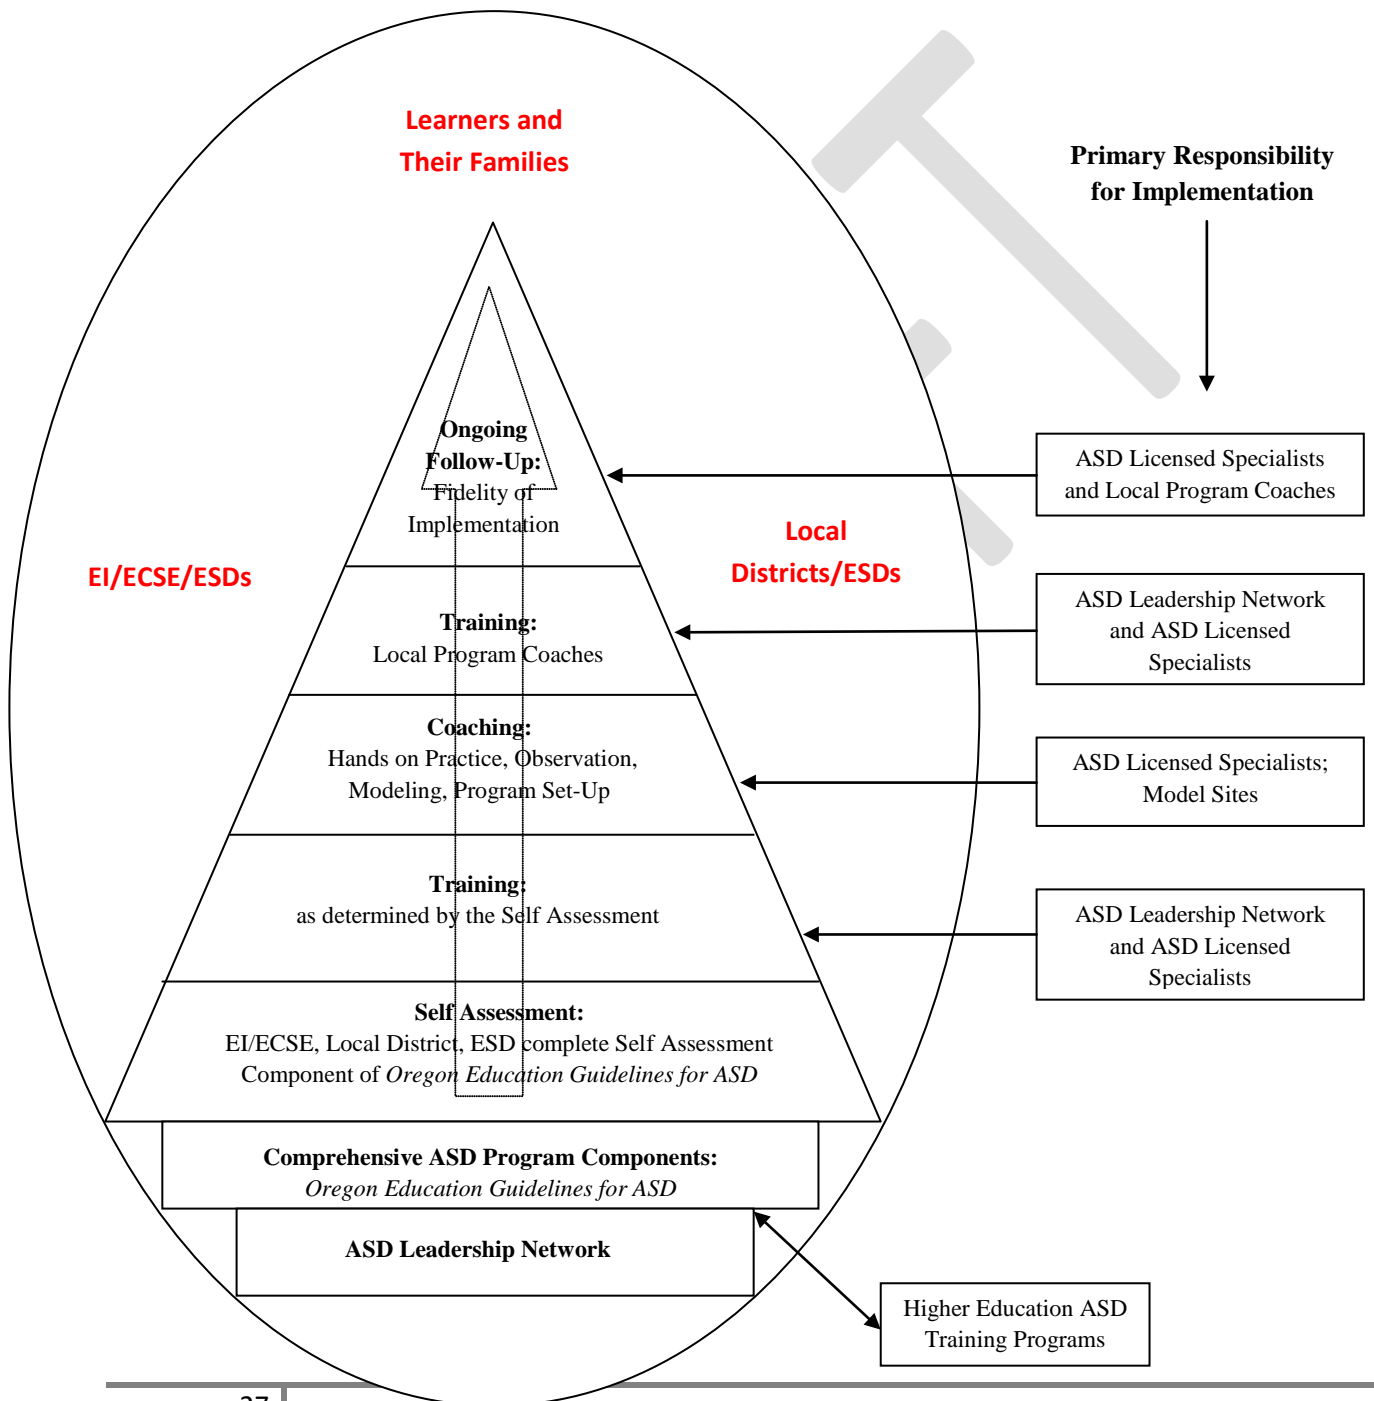 Learners and
Their Families
Primary Responsibility
for Implementation
Ongoing
Follow-Up:
Fidelity of
Implementation
ASD Licensed Specialists
and Local Program Coaches
EI/ECSE/ESDs
Local
Districts/ESDs
Training:
Local Program Coaches
ASD Leadership Network
and ASD Licensed
Specialists
Coaching:
Hands on Practice, Observation,
Modeling, Program Set-Up
ASD Licensed Specialists;
Model Sites
Training:
as determined by the Self Assessment
ASD Leadership Network
and ASD Licensed
Specialists
Self Assessment:
EI/ECSE, Local District, ESD complete Self Assessment
Component of Oregon Education Guidelines for ASD
Comprehensive ASD Program Components:
Oregon Education Guidelines for ASD
ASD Leadership Network
Higher Education ASD
Training Programs